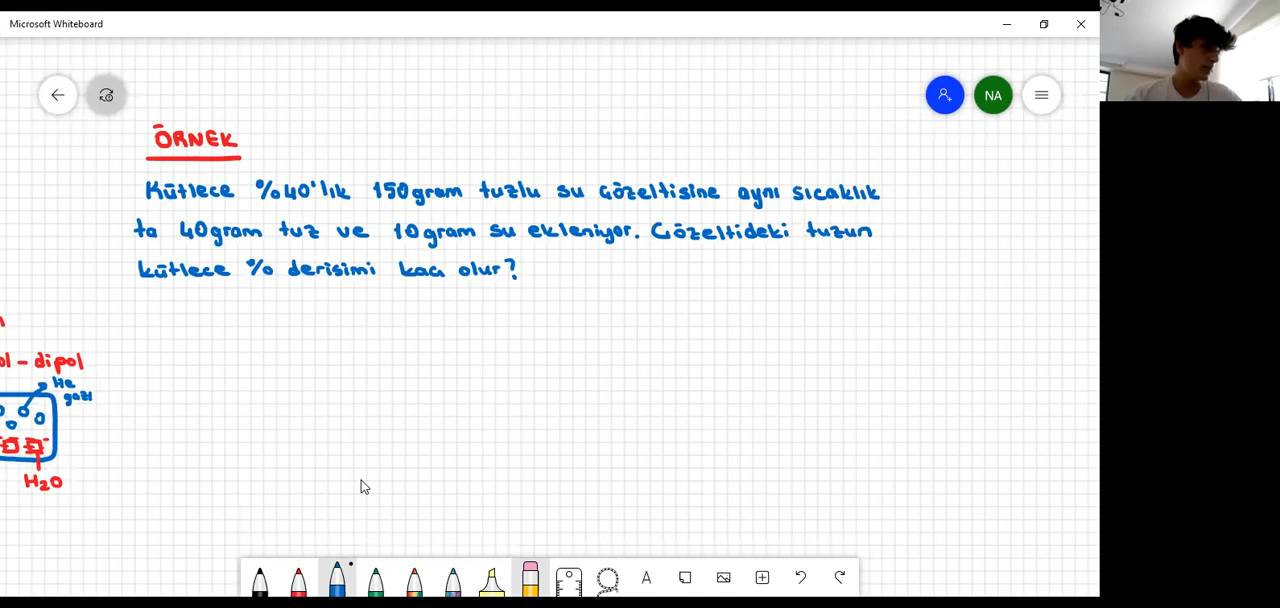 Microsoft Whiteboard
NA
ÖRNEK
Kütlece %40'lık 150gram tuzlu su çözeltisine aynı sıcaklık
ta 40gram tuz ve 10gram su ekleniyor. Çözeltideki tuzun
kütlece % derisimi kaç olur?
ol - dipol
He
gazı
H2O
A